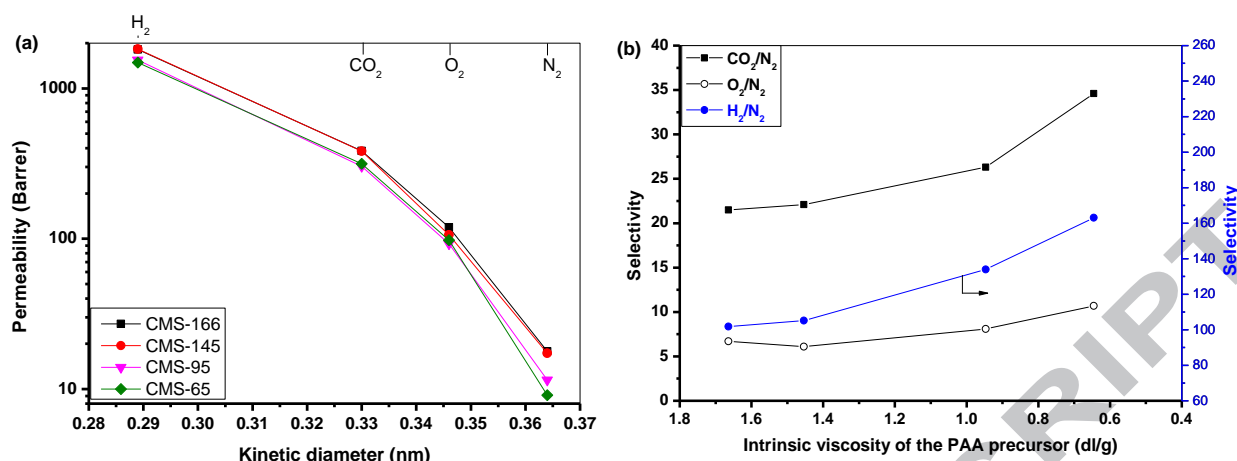 (a)
H2
CO2
O2
N2
1000
100
10
Permeability (Barrer)
CMS-166
CMS-145
CMS-95
CMS-65
0.28 0.29 0.30 0.31 0.32 0.33 0.34 0.35 0.36 0.37
Kinetic diameter (nm)
(b)
CO2/N2
O2/N2
H2/N2
40
35
30
25
20
15
10
5
0
Selectivity
260
240
220
200
180
160
140
120
100
80
60
Selectivity
1.8 1.6 1.4 1.2 1.0 0.8 0.6 0.4
Intrinsic viscosity of the PAA precursor (dl/g)
CRIPT